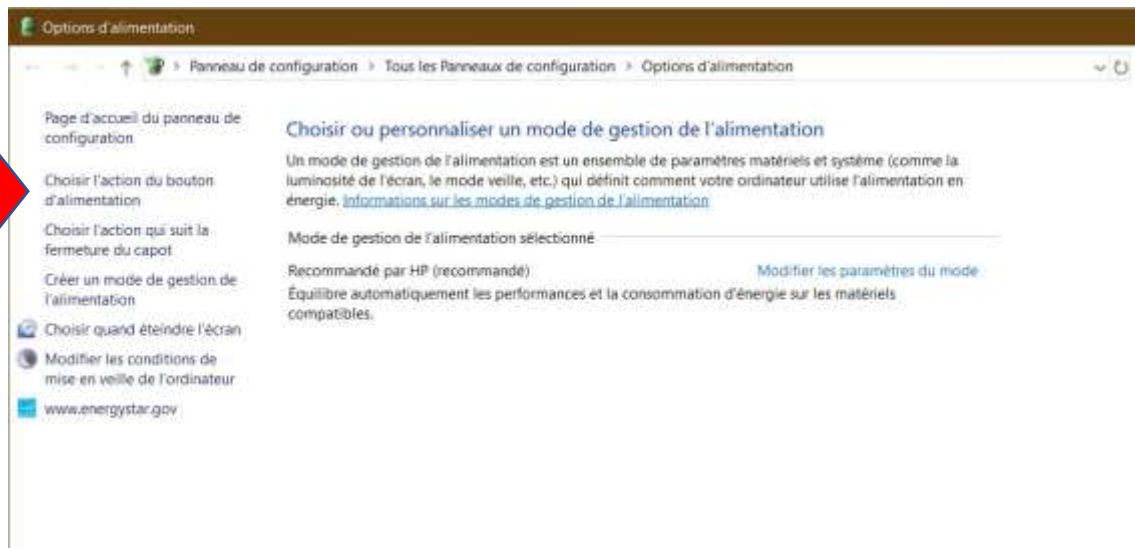 Options d'alimentation
Panneau de configuration > Tous les Panneaux de configuration > Options d'alimentation
Page d'accueil du panneau de
configuration
Choisir l'action du bouton
d'alimentation
Choisir l'action qui suit la
fermeture du capot
Créer un mode de gestion de
l'alimentation
Choisir quand éteindre l'écran
Modifier les conditions de
mise en veille de l'ordinateur
www.energystar.gov
Choisir ou personnaliser un mode de gestion de l'alimentation
Un mode de gestion de l'alimentation est un ensemble de paramètres matériels et système (comme la
luminosité de l'écran, le mode veille, etc.) qui définit comment votre ordinateur utilise l'alimentation en
énergie. Informations sur les modes de gestion de l'alimentation
Mode de gestion de l'alimentation sélectionné
Recommandé par HP (recommandé) Modifier les paramètres du mode
Équilibre automatiquement les performances et la consommation d'énergie sur les matériels
compatibles.